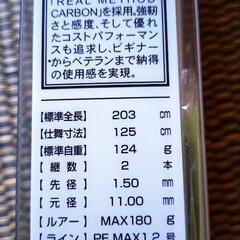 「REAL METHOD
CARBON」を採用。強靭
さと感度、そして優れ
たコストパフォーマン
スも追求し、ビギナー
からベテランまで納得
の使用感を実現。
【標準全長】 203 cm
【仕舞寸法】 125 cm
【標準自重】 124 g
【継数】 2 本
【先径】 1.50 mm
【元径】 11.00 mm
【ルアー】 MAX180 g
【ライン】 PE MAX1.2 号